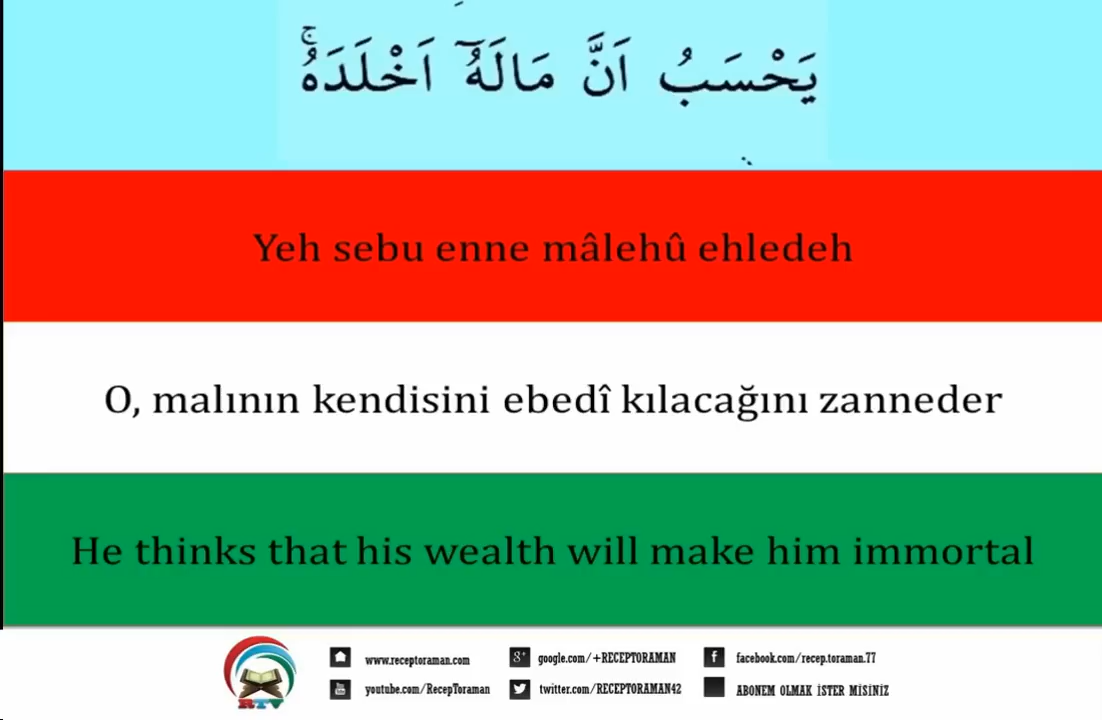 يَحْسَبُ اَنَّ مَالَهُٓ اَخْلَدَهُۚ
Yeh sebu enne mâlehû ehledeh
O, malının kendisini ebedî kılacağını zanneder
He thinks that his wealth will make him immortal
www.receptoraman.com google.com/+RECEPTORAMAN facebook.com/recep.toraman.77
youtube.com/RecepToraman twitter.com/RECEPTORAMAN42 ABONEM OLMAK İSTER MİSİNİZ
RTV